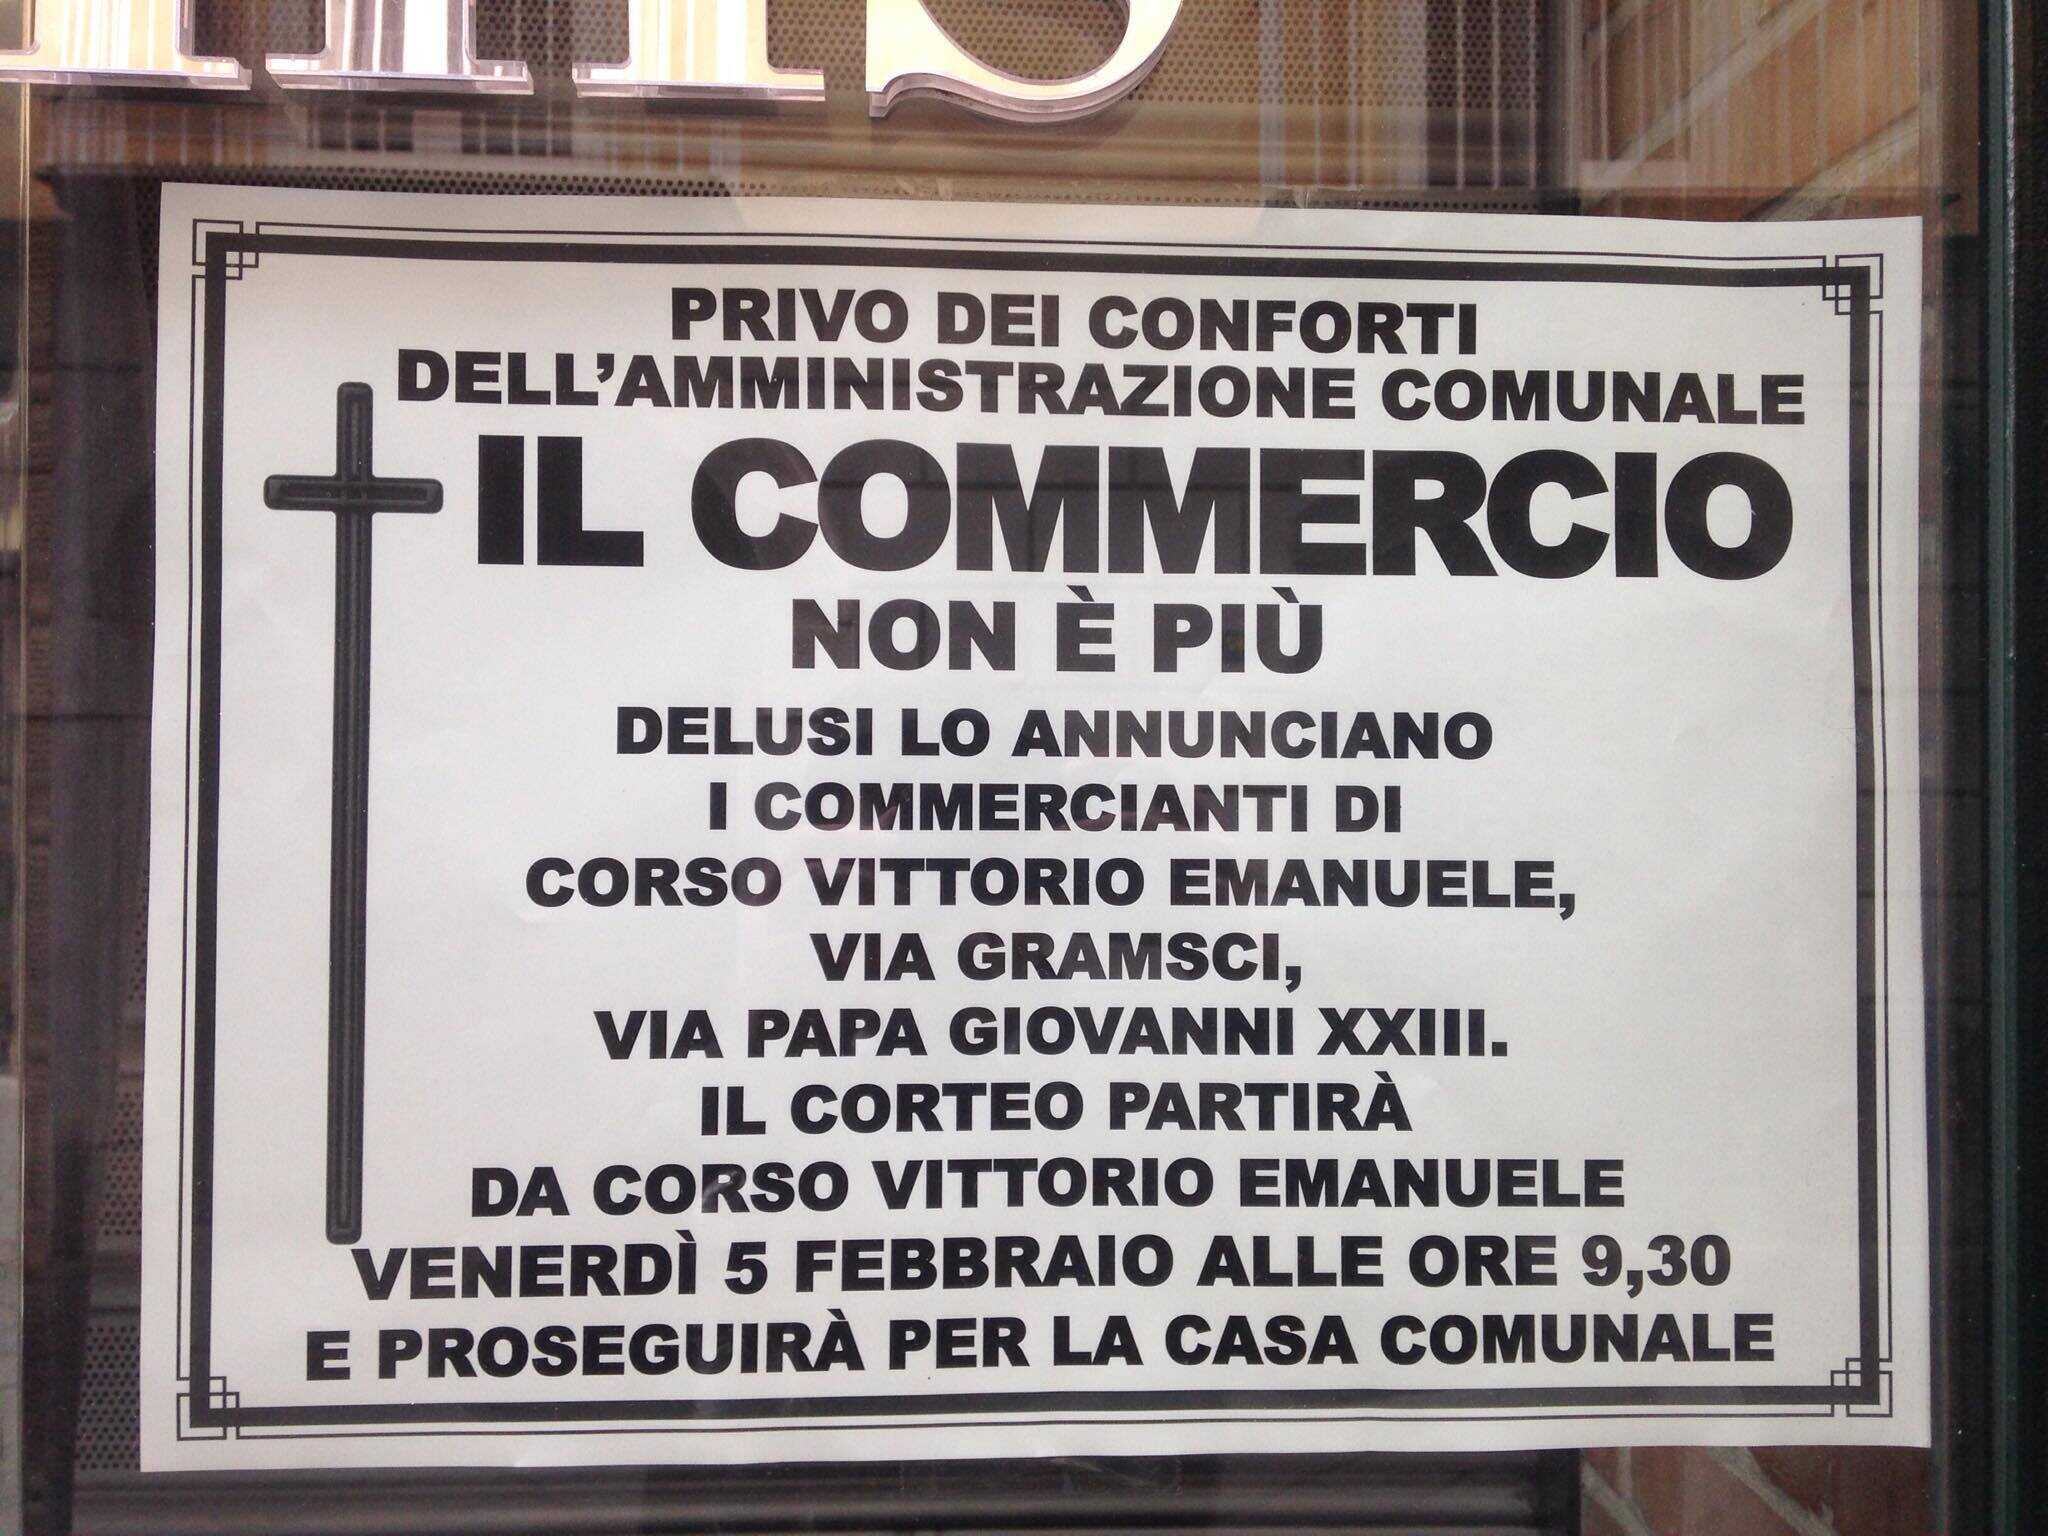 PRIVO DEI CONFORTI
DELL'AMMINISTRAZIONE COMUNALE
IL COMMERCIO
NON È PIÙ
DELUSI LO ANNUNCIANO
I COMMERCIANTI DI
CORSO VITTORIO EMANUELE,
VIA GRAMSCI,
VIA PAPA GIOVANNI XXIII.
IL CORTEO PARTIRÀ
DA CORSO VITTORIO EMANUELE
VENERDÌ 5 FEBBRAIO ALLE ORE 9,30
E PROSEGUIRÀ PER LA CASA COMUNALE